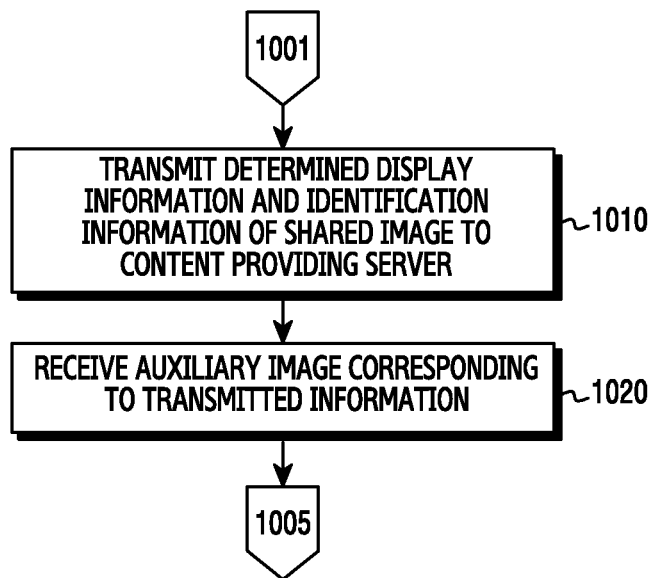 1001
TRANSMIT DETERMINED DISPLAY
INFORMATION AND IDENTIFICATION
INFORMATION OF SHARED IMAGE TO
CONTENT PROVIDING SERVER
1010
RECEIVE AUXILIARY IMAGE CORRESPONDING
TO TRANSMITTED INFORMATION
1020
1005